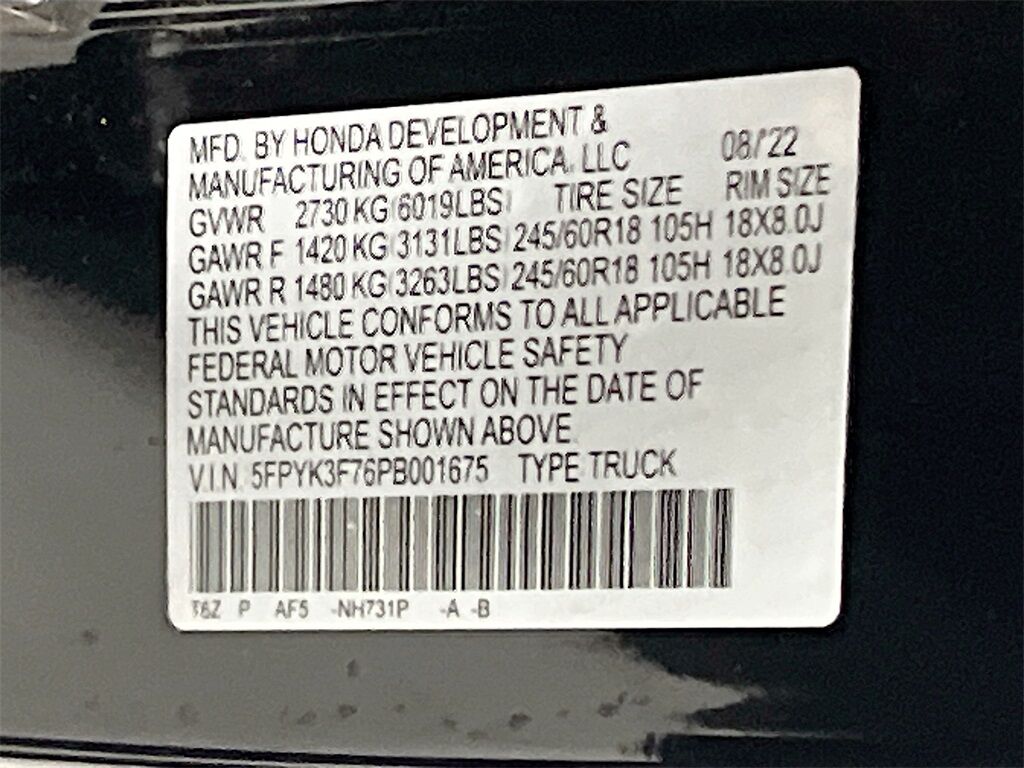 MFD. BY HONDA DEVELOPMENT &
MANUFACTURING OF AMERICA, LLC 08/'22
GVWR 2730 KG (6019LBS) TIRE SIZE RIM SIZE
GAWR F 1420 KG (3131LBS) 245/60R18 105H 18X8.0J
GAWR R 1480 KG (3263LBS) 245/60R18 105H 18X8.0J
THIS VEHICLE CONFORMS TO ALL APPLICABLE
FEDERAL MOTOR VEHICLE SAFETY
STANDARDS IN EFFECT ON THE DATE OF
MANUFACTURE SHOWN ABOVE.
V.I.N. 5FPYK3F76PB001675 TYPE TRUCK
T6Z P AF5 -NH731P -A -B